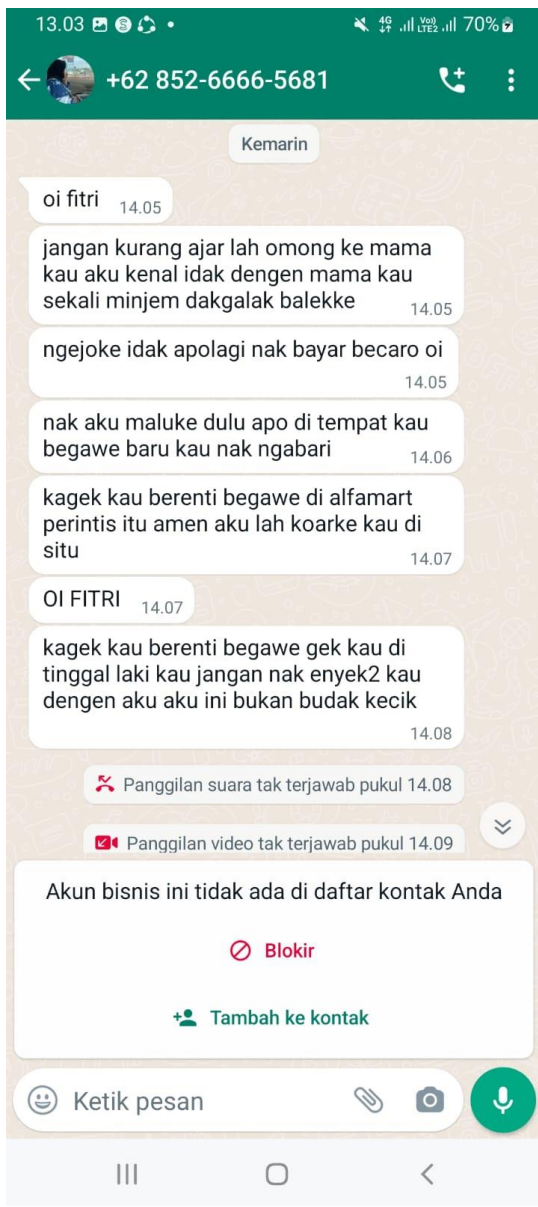 13.03
4G LTE2 70%
+62 852-6666-5681
Kemarin
oi fitri 14.05
jangan kurang ajar lah omong ke mama
kau aku kenal idak dengen mama kau
sekali minjem dakgalak balekke 14.05
ngejoke idak apolagi nak bayar becaro oi
14.05
nak aku maluke dulu apo di tempat kau
begawe baru kau nak ngabari 14.06
kagek kau berenti begawe di alfamart
perintis itu amen aku lah koarke kau di
situ 14.07
OI FITRI 14.07
kagek kau berenti begawe gek kau di
tinggal laki kau jangan nak enyek2 kau
dengen aku aku ini bukan budak kecik
14.08
Panggilan suara tak terjawab pukul 14.08
Panggilan video tak terjawab pukul 14.09
Akun bisnis ini tidak ada di daftar kontak Anda
Blokir
Tambah ke kontak
Ketik pesan